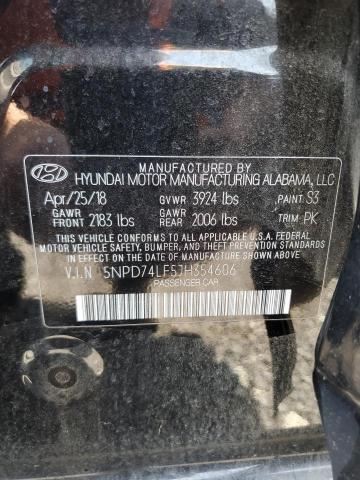 MANUFACTURED BY
HYUNDAI MOTOR MANUFACTURING ALABAMA, LLC
Apr/25/18 GVWR 3924 lbs PAINT S3
GAWR FRONT 2183 lbs GAWR REAR 2006 lbs TRIM PK
THIS VEHICLE CONFORMS TO ALL APPLICABLE U.S.A. FEDERAL
MOTOR VEHICLE SAFETY, BUMPER, AND THEFT PREVENTION
STANDARDS IN EFFECT ON THE DATE OF MANUFACTURE SHOWN ABOVE.
V.I.N 5NPD74LF5JH354606
PASSENGER CAR